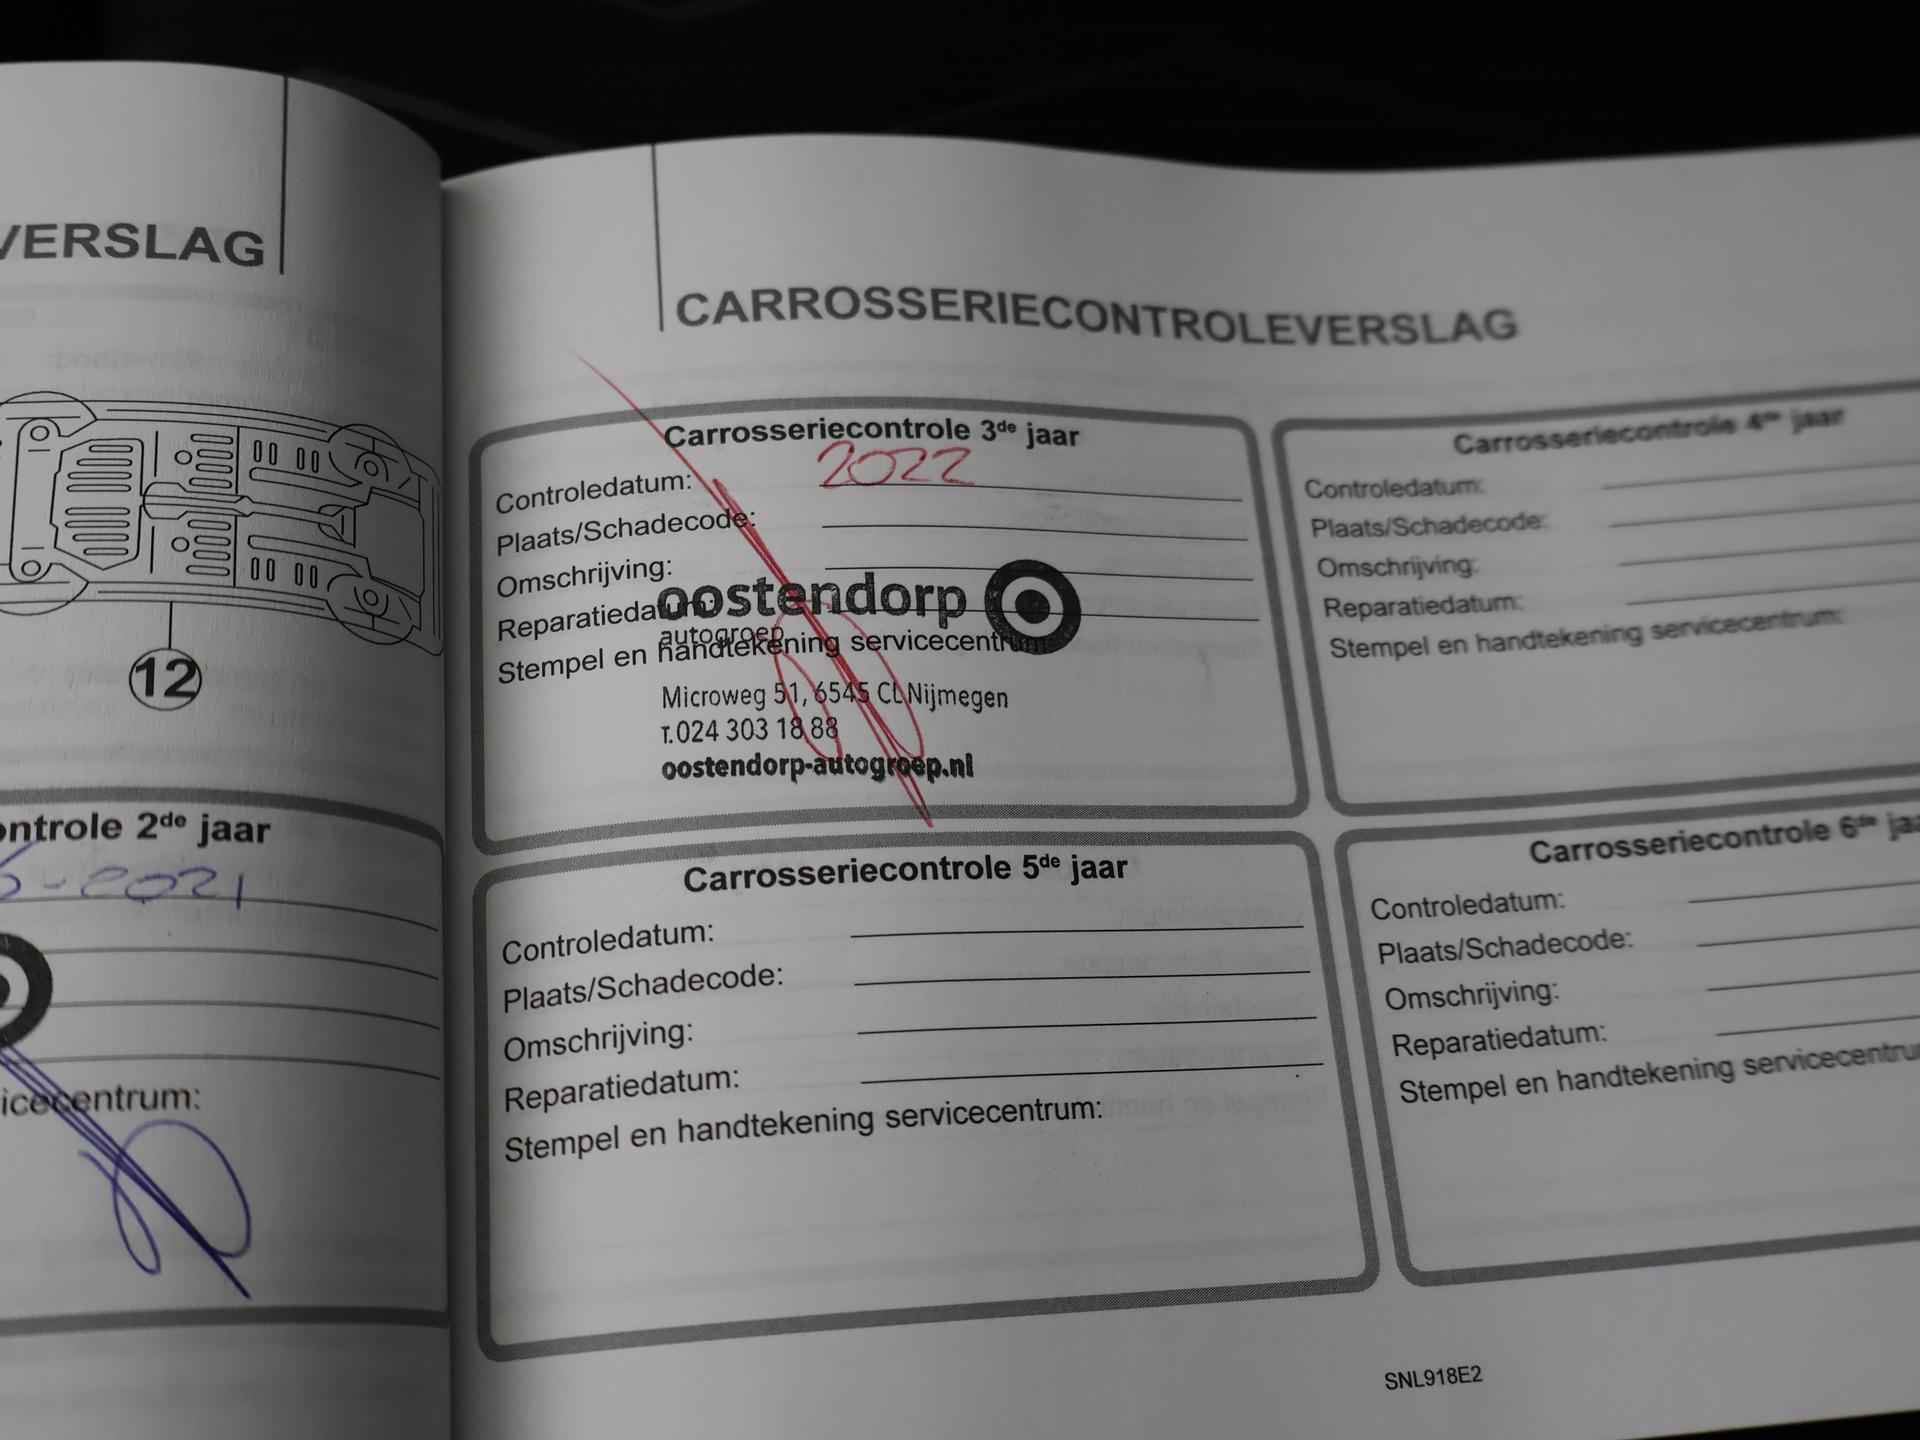 VERSLAG
12
ontrole 2de jaar
5-2021
icecentrum:
CARROSSERIECONTROLEVERSLAG
Carrosseriecontrole 3de jaar
Controledatum: 2022
Plaats/Schadecode:
Omschrijving:
Reparatiedatum:
oostendorp
autogroep
Stempel en handtekening servicecentrum
Microweg 51, 6545 CL Nijmegen
T.024 303 18 88
oostendorp-autogroep.nl
Carrosseriecontrole 4de jaar
Controledatum:
Plaats/Schadecode:
Omschrijving:
Reparatiedatum:
Stempel en handtekening servicecentrum:
Carrosseriecontrole 5de jaar
Controledatum:
Plaats/Schadecode:
Omschrijving:
Reparatiedatum:
Stempel en handtekening servicecentrum:
Carrosseriecontrole 6de jaa
Controledatum:
Plaats/Schadecode:
Omschrijving:
Reparatiedatum:
Stempel en handtekening servicecentru
SNL918E2